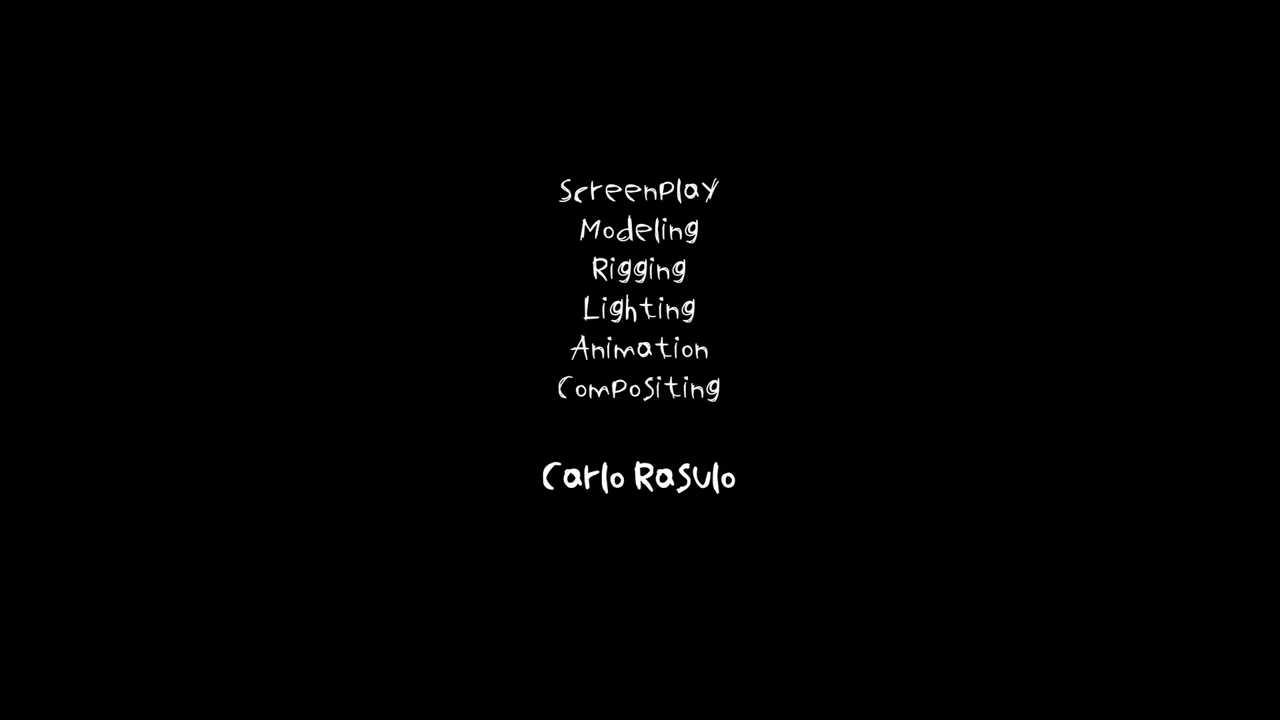 Screenplay
Modeling
Rigging
Lighting
Animation
Compositing
Carlo Rasulo